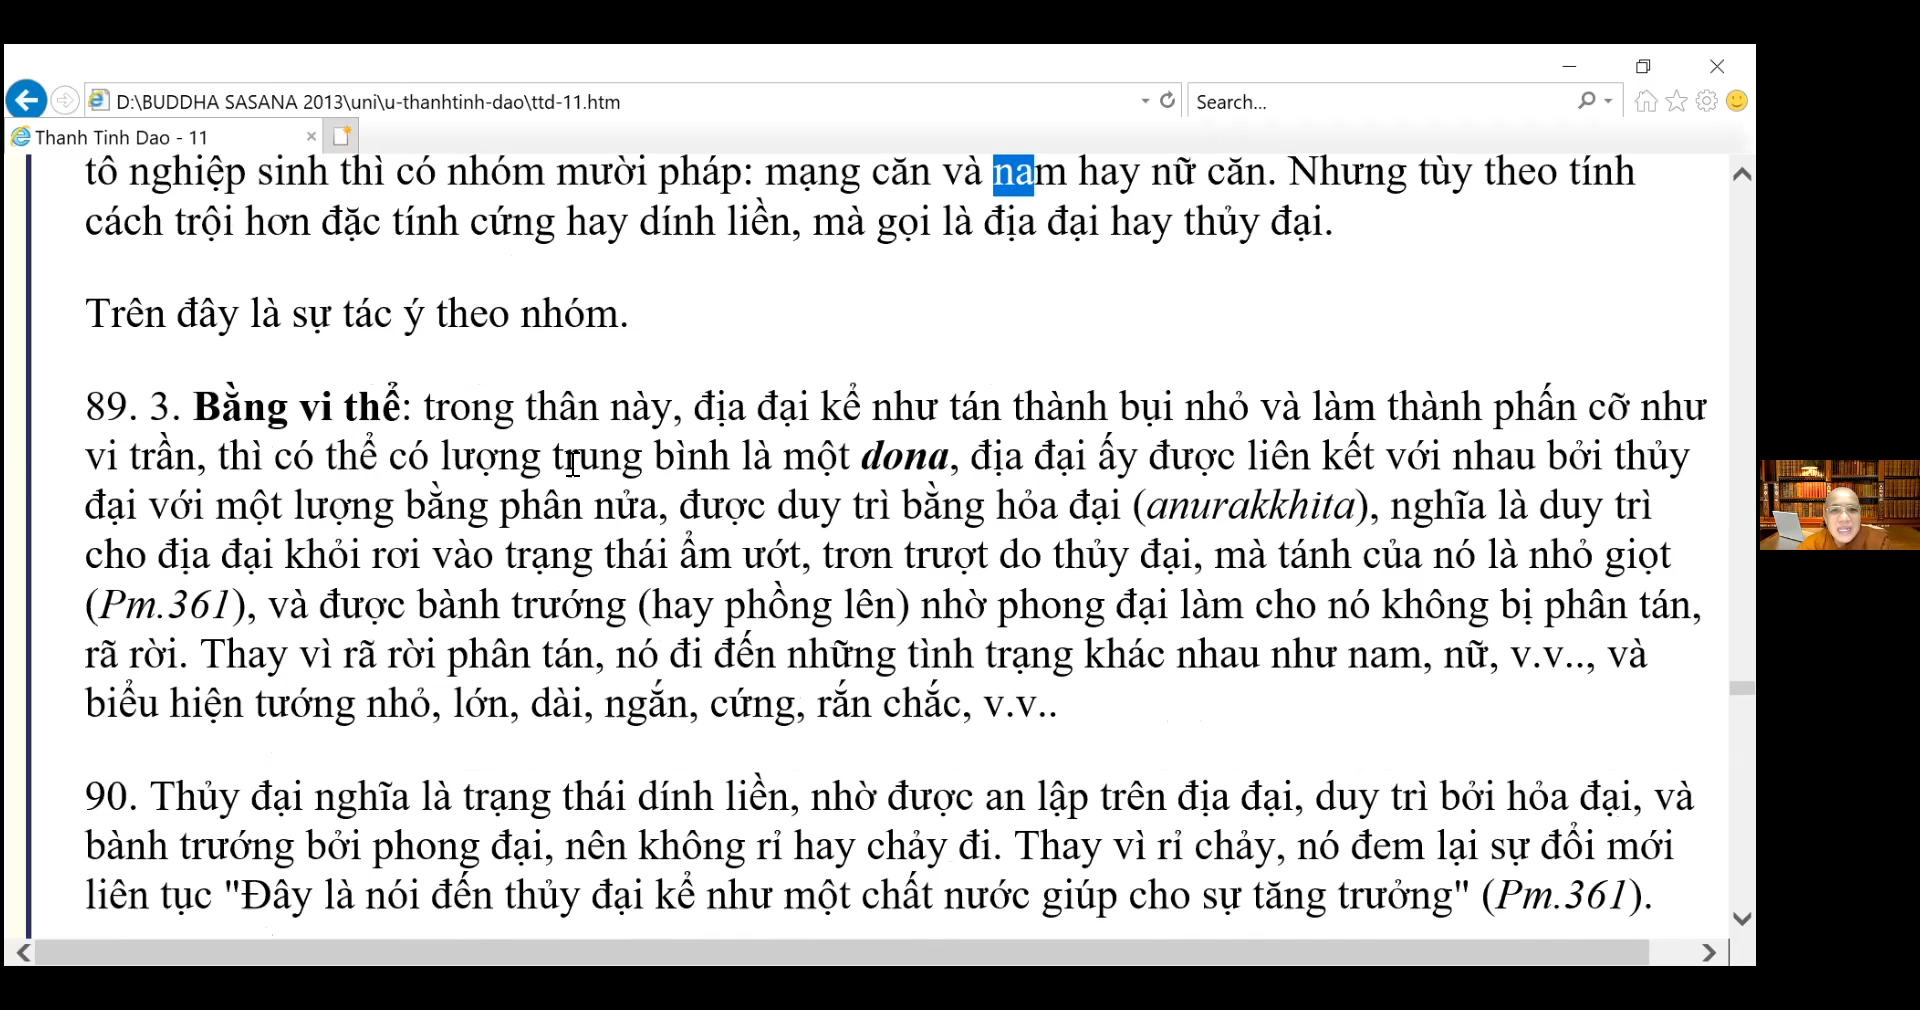 D:\BUDDHA SASANA 2013\uni\u-thanhtinh-dao\ttd-11.htm
Search...
Thanh Tinh Dao - 11
tô nghiệp sinh thì có nhóm mười pháp: mạng căn và nam hay nữ căn. Nhưng tùy theo tính
cách trội hơn đặc tính cứng hay dính liền, mà gọi là địa đại hay thủy đại.
Trên đây là sự tác ý theo nhóm.
89. 3. Bằng vi thể: trong thân này, địa đại kể như tán thành bụi nhỏ và làm thành phấn cỡ như
vi trần, thì có thể có lượng trung bình là một dona, địa đại ấy được liên kết với nhau bởi thủy
đại với một lượng bằng phân nửa, được duy trì bằng hỏa đại (anurakkhita), nghĩa là duy trì
cho địa đại khỏi rơi vào trạng thái ẩm ướt, trơn trượt do thủy đại, mà tánh của nó là nhỏ giọt
(Pm.361), và được bành trướng (hay phồng lên) nhờ phong đại làm cho nó không bị phân tán,
rã rời. Thay vì rã rời phân tán, nó đi đến những tình trạng khác nhau như nam, nữ, v.v.., và
biểu hiện tướng nhỏ, lớn, dài, ngắn, cứng, rắn chắc, v.v..
90. Thủy đại nghĩa là trạng thái dính liền, nhờ được an lập trên địa đại, duy trì bởi hỏa đại, và
bành trướng bởi phong đại, nên không rỉ hay chảy đi. Thay vì rỉ chảy, nó đem lại sự đổi mới
liên tục "Đây là nói đến thủy đại kể như một chất nước giúp cho sự tăng trưởng" (Pm.361).